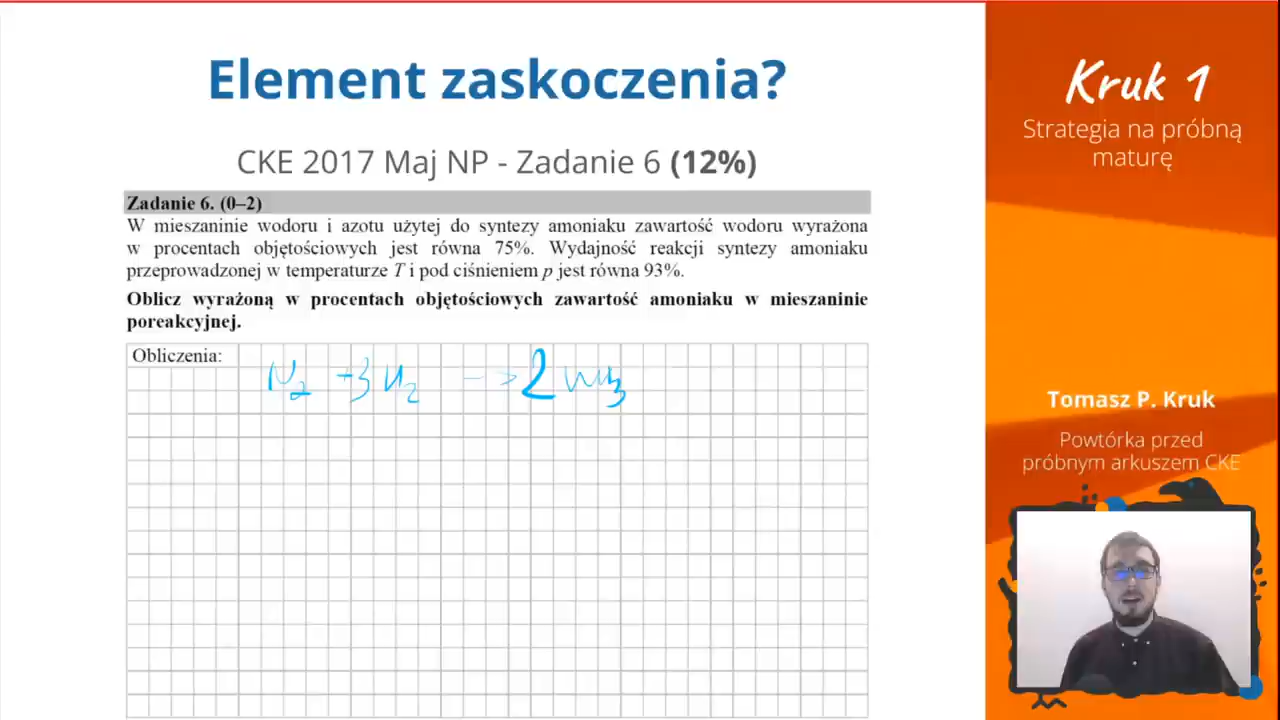 Element zaskoczenia?
CKE 2017 Maj NP - Zadanie 6 (12%)
Zadanie 6. (0–2)
W mieszaninie wodoru i azotu użytej do syntezy amoniaku zawartość wodoru wyrażona
w procentach objętościowych jest równa 75%. Wydajność reakcji syntezy amoniaku
przeprowadzonej w temperaturze T i pod ciśnieniem p jest równa 93%.
Oblicz wyrażoną w procentach objętościowych zawartość amoniaku w mieszaninie
poreakcyjnej.
Obliczenia:
N2 + 3H2 --> 2NH3
Kruk 1
Strategia na próbną
maturę
Tomasz P. Kruk
Powtórka przed
próbnym arkuszem CKE